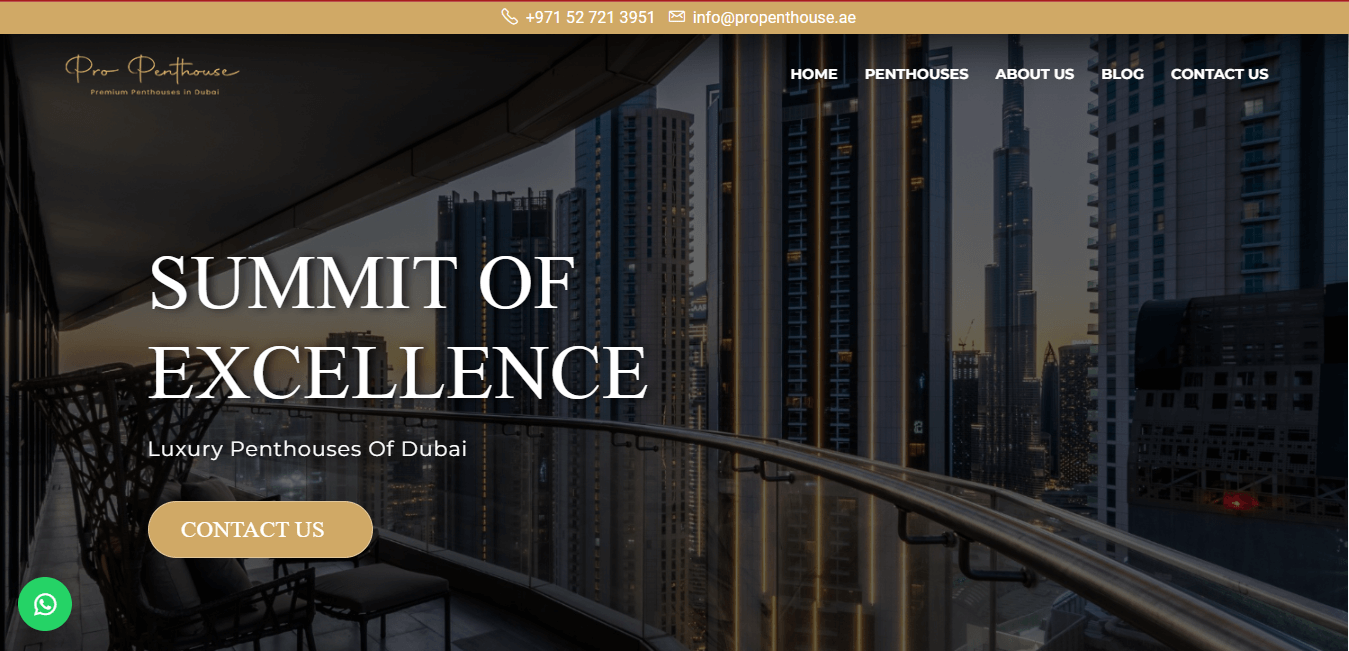 +971 52 721 3951 info@propenthouse.ae
Pro Penthouse
Premium Penthouses in Dubai
HOME PENTHOUSES ABOUT US BLOG CONTACT US
SUMMIT OF
EXCELLENCE
Luxury Penthouses Of Dubai
CONTACT US